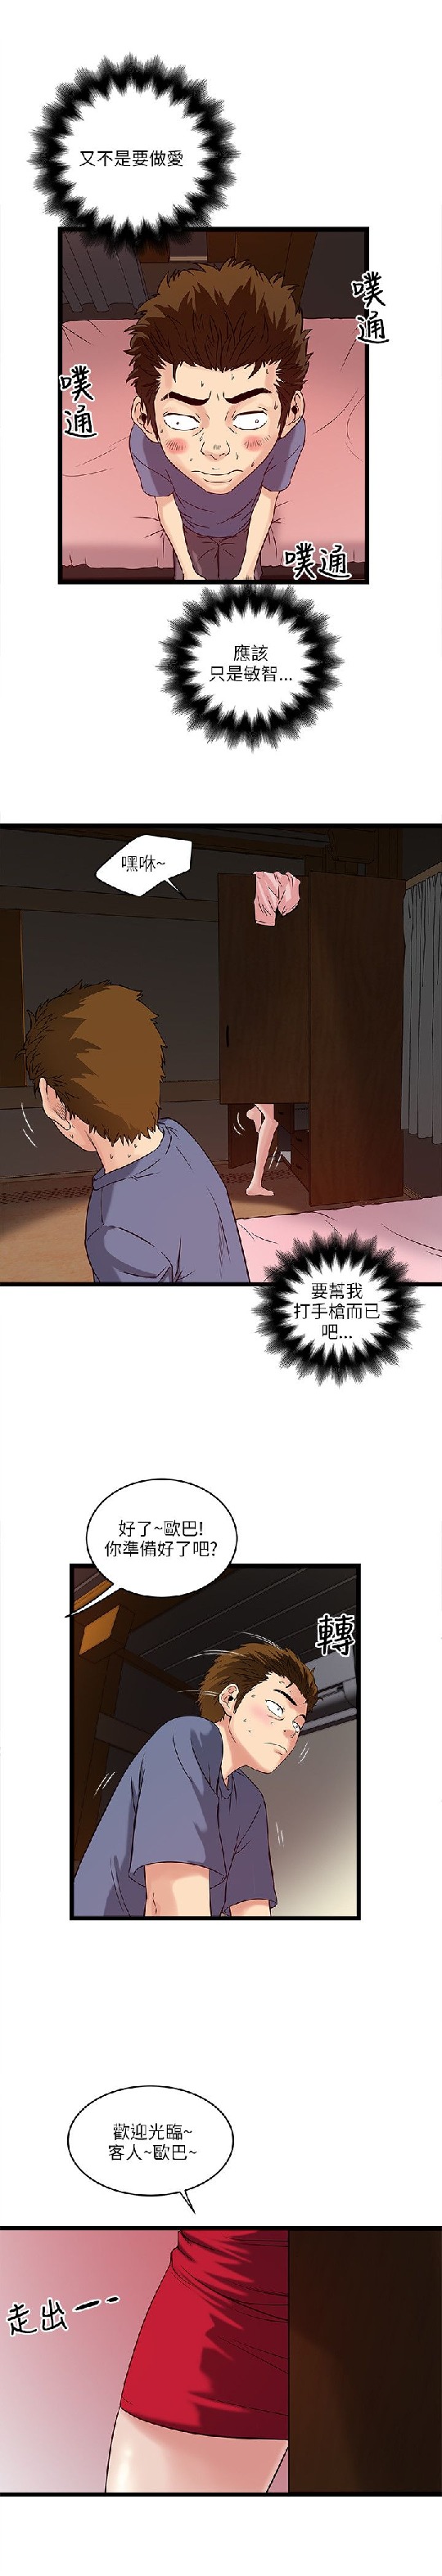 又不是要做愛
噗通
噗通
噗通
應該
只是敏智...
嘿咻~
要幫我
打手槍而已
吧...
好了~歐巴!
你準備好了吧?
轉
歡迎光臨~
客人~歐巴~
走出---